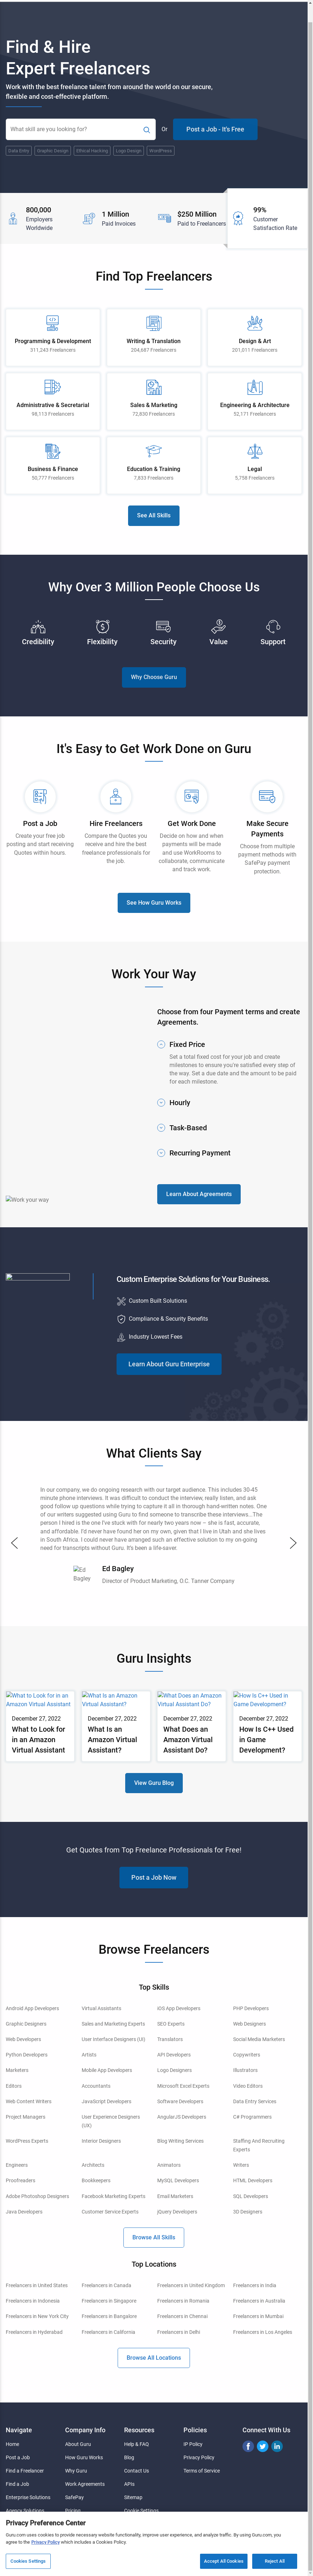 Find & Hire
Expert Freelancers
Work with the best freelance talent from around the world on our secure,
flexible and cost-effective platform.
What skill are you looking for?
Or
Post a Job - It's Free
Data Entry
Graphic Design
Ethical Hacking
Logo Design
WordPress
800,000
Employers
Worldwide
1 Million
Paid Invoices
$250 Million
Paid to Freelancers
99%
Customer
Satisfaction Rate
Find Top Freelancers
Programming & Development
311,243 Freelancers
Writing & Translation
204,687 Freelancers
Design & Art
201,011 Freelancers
Administrative & Secretarial
98,113 Freelancers
Sales & Marketing
72,830 Freelancers
Engineering & Architecture
52,171 Freelancers
Business & Finance
50,777 Freelancers
Education & Training
7,833 Freelancers
Legal
5,758 Freelancers
See All Skills
Why Over 3 Million People Choose Us
Credibility
Flexibility
Security
Value
Support
Why Choose Guru
It's Easy to Get Work Done on Guru
Post a Job
Create your free job
posting and start receiving
Quotes within hours.
Hire Freelancers
Compare the Quotes you
receive and hire the best
freelance professionals for
the job.
Get Work Done
Decide on how and when
payments will be made
and use WorkRooms to
collaborate, communicate
and track work.
Make Secure
Payments
Choose from multiple
payment methods with
SafePay payment
protection.
See How Guru Works
Work Your Way
Work your way
Choose from four Payment terms and create
Agreements.
Fixed Price
Set a total fixed cost for your job and create
milestones to ensure you're satisfied every step of
the way. Set a due date and the amount to be paid
for each milestone.
Hourly
Task-Based
Recurring Payment
Learn About Agreements
Custom Enterprise Solutions for Your Business.
Custom Built Solutions
Compliance & Security Benefits
Industry Lowest Fees
Learn About Guru Enterprise
What Clients Say
In our company, we do ongoing research with our target audience. This includes 30-45
minute phone interviews. It was too difficult to conduct the interview, really listen, and ask
good follow up questions while trying to capture it all in thorough hand-written notes. One
of our writers suggested using Guru to find someone to transcribe these interviews...The
person I hired is the one I've stuck with for nearly two years now – she is fast, accurate, and
affordable. I'd never have found her on my own, given that I live in Utah and she lives
in South Africa. I could never have arranged such an effective solution to my on-going
need for transcripts without Guru. It's been a life-saver.
Ed
Bagley
Ed Bagley
Director of Product Marketing, O.C. Tanner Company
Guru Insights
What to Look for in an
Amazon Virtual Assistant
December 27, 2022
What to Look for
in an Amazon
Virtual Assistant
What Is an Amazon
Virtual Assistant?
December 27, 2022
What Is an
Amazon Virtual
Assistant?
What Does an Amazon
Virtual Assistant Do?
December 27, 2022
What Does an
Amazon Virtual
Assistant Do?
How Is C++ Used in
Game Development?
December 27, 2022
How Is C++ Used
in Game
Development?
View Guru Blog
Get Quotes from Top Freelance Professionals for Free!
Post a Job Now
Browse Freelancers
Top Skills
Android App Developers
Virtual Assistants
iOS App Developers
PHP Developers
Graphic Designers
Sales and Marketing Experts
SEO Experts
Web Designers
Web Developers
User Interface Designers (UI)
Translators
Social Media Marketers
Python Developers
Artists
API Developers
Copywriters
Marketers
Mobile App Developers
Logo Designers
Illustrators
Editors
Accountants
Microsoft Excel Experts
Video Editors
Web Content Writers
JavaScript Developers
Software Developers
Data Entry Services
Project Managers
User Experience Designers
(UX)
AngularJS Developers
C# Programmers
WordPress Experts
Interior Designers
Blog Writing Services
Staffing And Recruiting
Experts
Engineers
Architects
Animators
Writers
Proofreaders
Bookkeepers
MySQL Developers
HTML Developers
Adobe Photoshop Designers
Facebook Marketing Experts
Email Marketers
SQL Developers
Java Developers
Customer Service Experts
jQuery Developers
3D Designers
Browse All Skills
Top Locations
Freelancers in United States
Freelancers in Canada
Freelancers in United Kingdom
Freelancers in India
Freelancers in Indonesia
Freelancers in Singapore
Freelancers in Romania
Freelancers in Australia
Freelancers in New York City
Freelancers in Bangalore
Freelancers in Chennai
Freelancers in Mumbai
Freelancers in Hyderabad
Freelancers in California
Freelancers in Delhi
Freelancers in Los Angeles
Browse All Locations
Navigate
Home
Post a Job
Find a Freelancer
Find a Job
Enterprise Solutions
Agency Solutions
Company Info
About Guru
How Guru Works
Why Guru
Work Agreements
SafePay
Pricing
Resources
Help & FAQ
Blog
Contact Us
APIs
Sitemap
Cookie Settings
Policies
IP Policy
Privacy Policy
Terms of Service
Connect With Us
Privacy Preference Center
Guru.com uses cookies to provide service normally, improve web content, enhance user experience, and display traffic. By using Guru.com, you
agree to the Privacy Policy which includes a Cookies Policy.
Cookies Settings
Accept All Cookies
Reject All